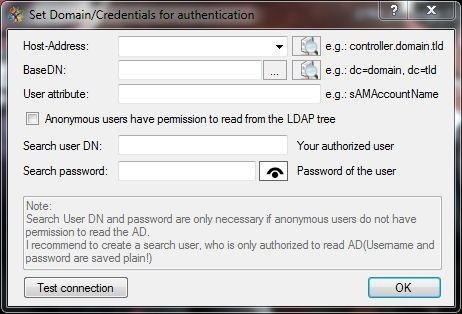 Set Domain/Credentials for authentication
Host-Address: e.g.: controller.domain.tld
BaseDN: ... e.g.: dc=domain, dc=tld
User attribute: e.g.: sAMAccountName
Anonymous users have permission to read from the LDAP tree
Search user DN: Your authorized user
Search password: Password of the user
Note:
Search User DN and password are only necessary if anonymous users do not have
permission to read the AD.
I recommend to create a search user, who is only authorized to read AD(Username and
password are saved plain!)
Test connection OK